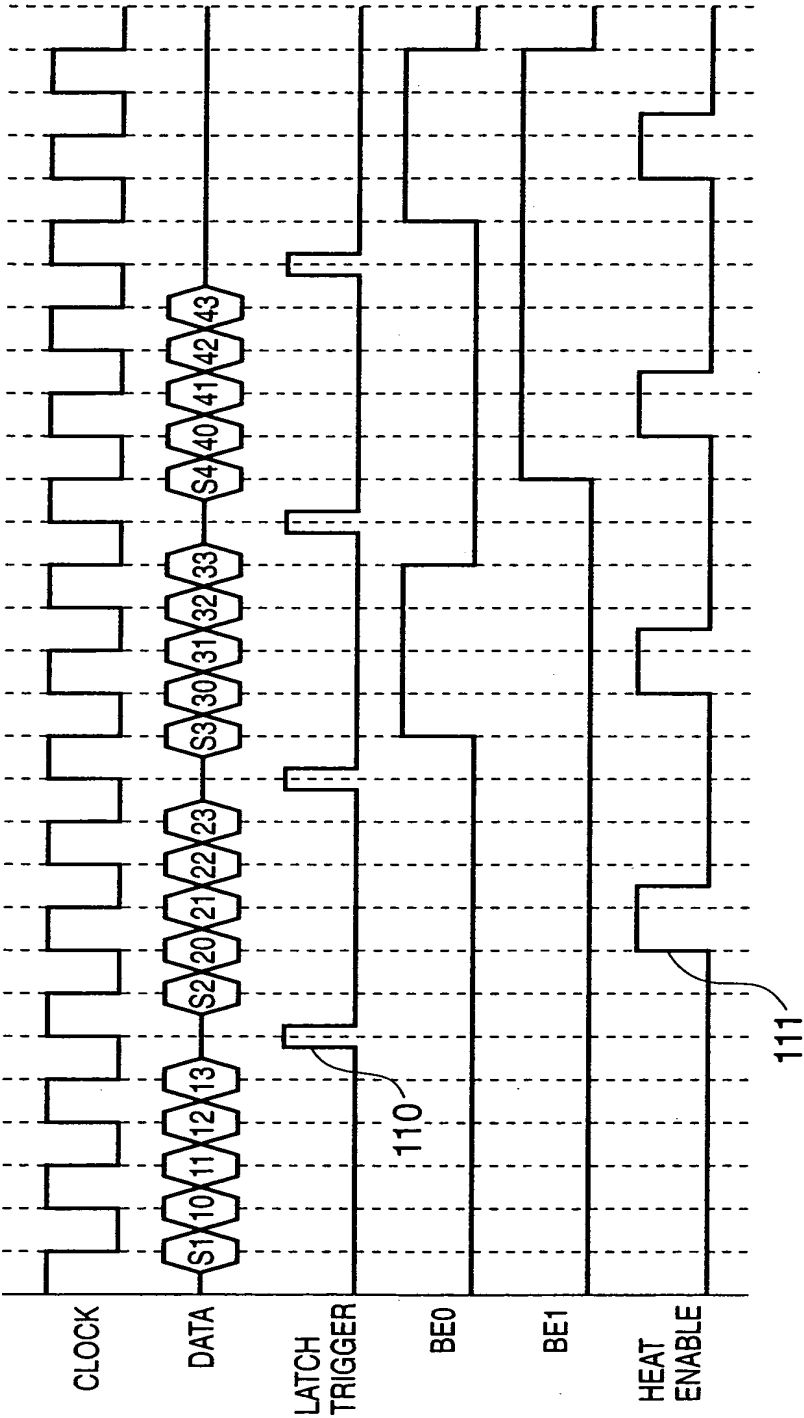 CLOCK
DATA
S1 10 11 12 13 S2 20 21 22 23 S3 30 31 32 33 S4 40 41 42 43
LATCH
TRIGGER
110
BE0
BE1
HEAT
ENABLE
111